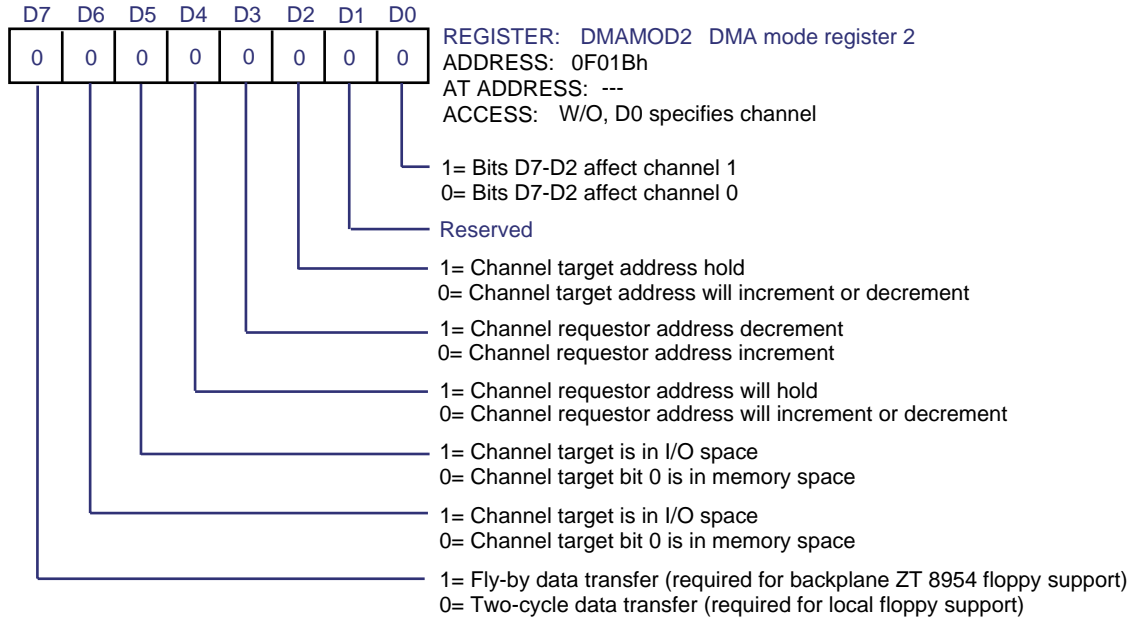 D7 D6 D5 D4 D3 D2 D1 D0
0 0 0 0 0 0 0 0
REGISTER: DMAMOD2 DMA mode register 2
ADDRESS: 0F01Bh
AT ADDRESS: ---
ACCESS: W/O, D0 specifies channel
1= Bits D7-D2 affect channel 1
0= Bits D7-D2 affect channel 0
Reserved
1= Channel target address hold
0= Channel target address will increment or decrement
1= Channel requestor address decrement
0= Channel requestor address increment
1= Channel requestor address will hold
0= Channel requestor address will increment or decrement
1= Channel target is in I/O space
0= Channel target bit 0 is in memory space
1= Channel target is in I/O space
0= Channel target bit 0 is in memory space
1= Fly-by data transfer (required for backplane ZT 8954 floppy support)
0= Two-cycle data transfer (required for local floppy support)